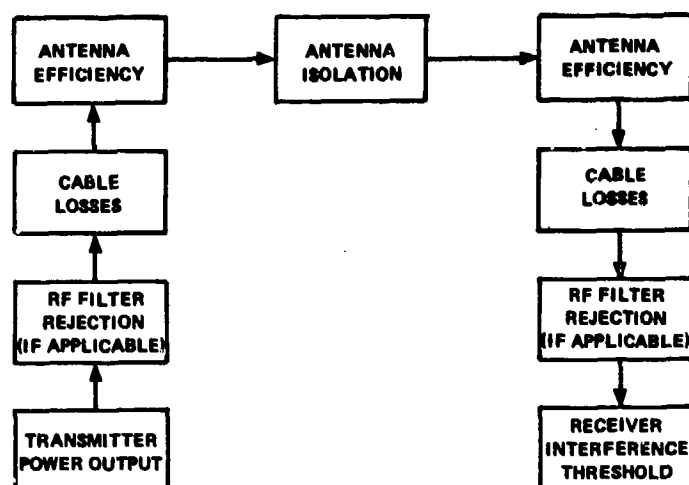 ANTENNA
EFFICIENCY
ANTENNA
ISOLATION
ANTENNA
EFFICIENCY
CABLE
LOSSES
CABLE
LOSSES
RF FILTER
REJECTION
(IF APPLICABLE)
RF FILTER
REJECTION
(IF APPLICABLE)
TRANSMITTER
POWER OUTPUT
RECEIVER
INTERFERENCE
THRESHOLD